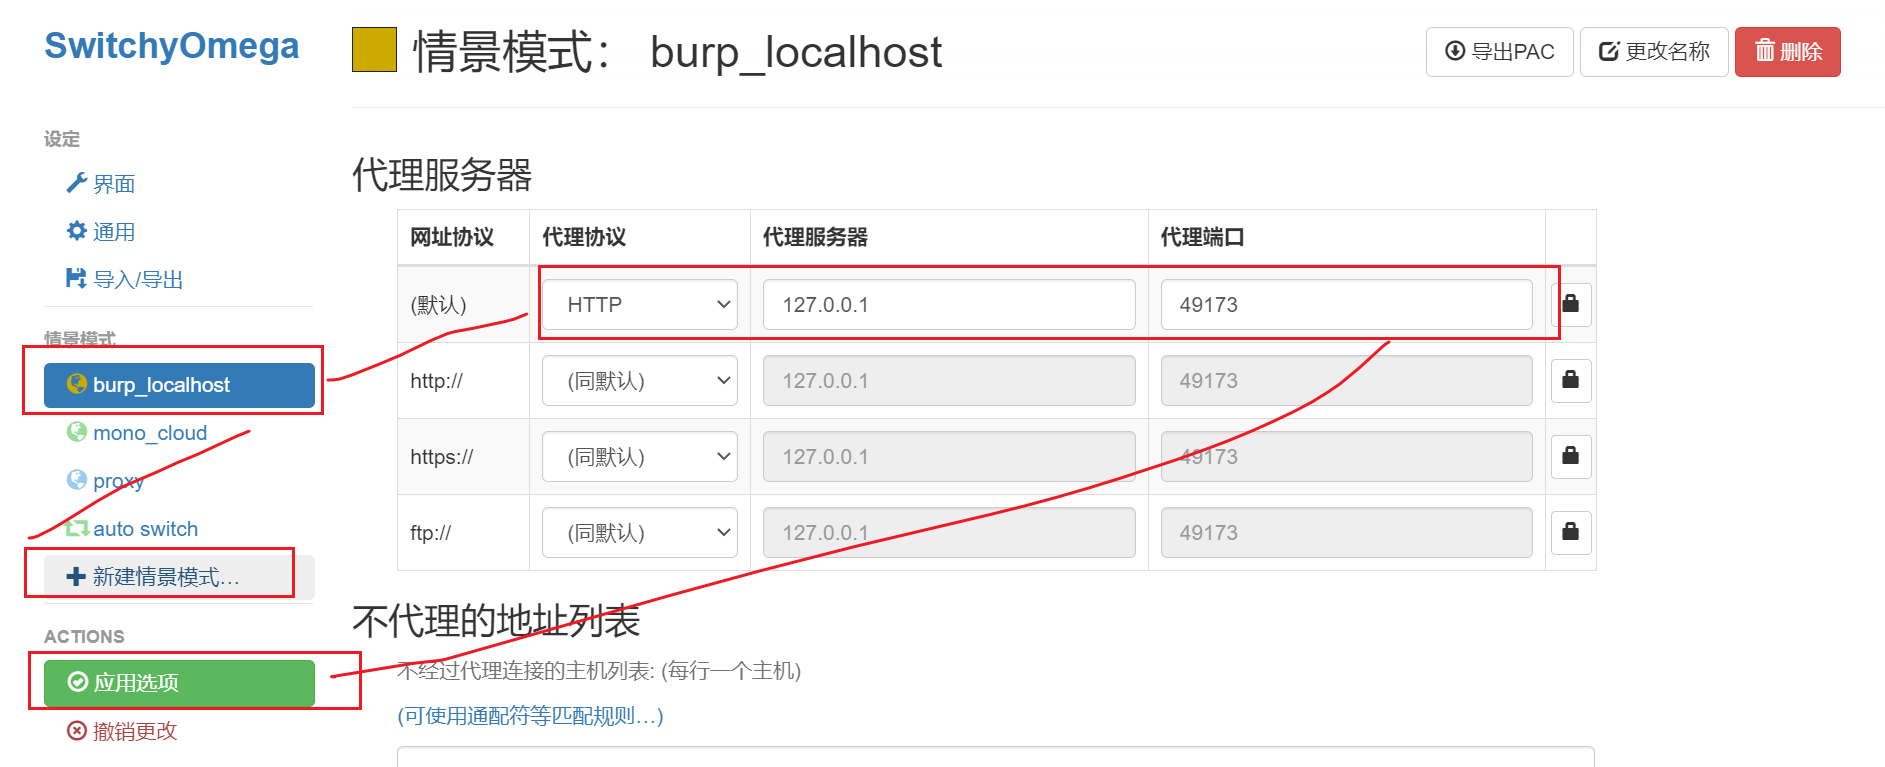 SwitchyOmega
情景模式： burp_localhost
导出PAC
更改名称
删除
设定
界面
通用
导入/导出
情景模式
burp_localhost
mono_cloud
proxy
auto switch
新建情景模式…
ACTIONS
应用选项
撤销更改
代理服务器
网址协议 代理协议 代理服务器 代理端口
(默认) HTTP 127.0.0.1 49173
http:// (同默认) 127.0.0.1 49173
https:// (同默认) 127.0.0.1 49173
ftp:// (同默认) 127.0.0.1 49173
不代理的地址列表
不经过代理连接的主机列表: (每行一个主机)
(可使用通配符等匹配规则…)